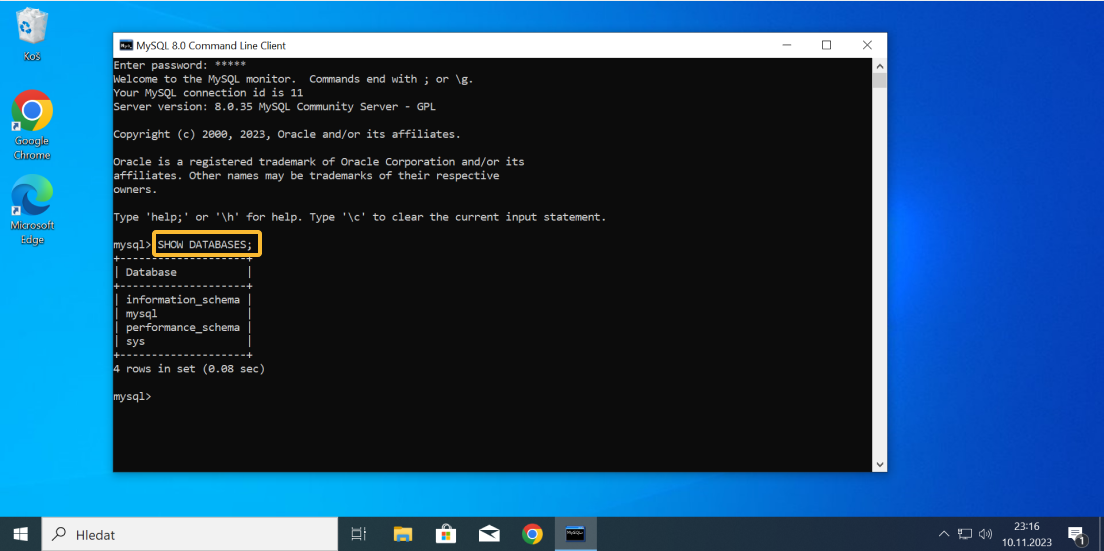 Koš
Google
Chrome
Microsoft
Edge
MySQL 8.0 Command Line Client
Enter password: *****
Welcome to the MySQL monitor.  Commands end with ; or \g.
Your MySQL connection id is 11
Server version: 8.0.35 MySQL Community Server - GPL
Copyright (c) 2000, 2023, Oracle and/or its affiliates.
Oracle is a registered trademark of Oracle Corporation and/or its
affiliates. Other names may be trademarks of their respective
owners.
Type 'help;' or '\h' for help. Type '\c' to clear the current input statement.
mysql> SHOW DATABASES;
+--------------------+
| Database           |
+--------------------+
| information_schema |
| mysql              |
| performance_schema |
| sys                |
+--------------------+
4 rows in set (0.08 sec)
mysql>
Hledat
MySQL
23:16
10.11.2023
1